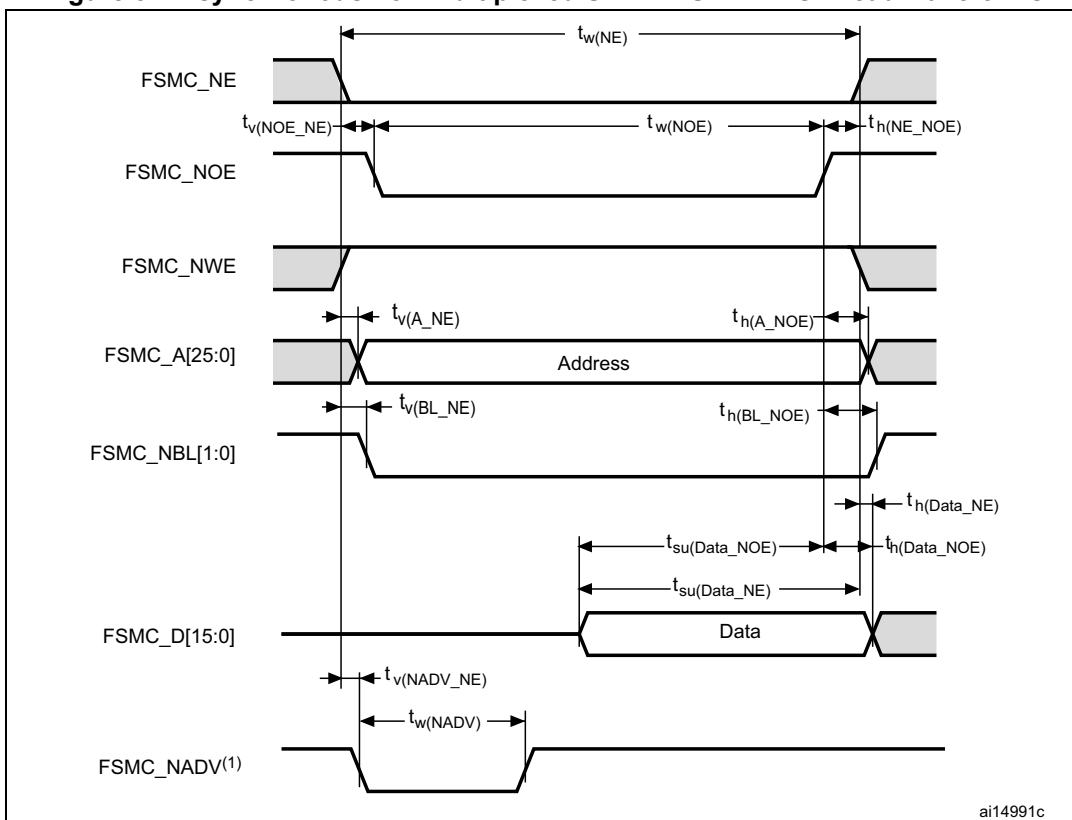 t_w(NE)
FSMC_NE
t_v(NOE_NE)
t_w(NOE)
t_h(NE_NOE)
FSMC_NOE
FSMC_NWE
t_v(A_NE)
t_h(A_NOE)
FSMC_A[25:0]
Address
t_v(BL_NE)
t_h(BL_NOE)
FSMC_NBL[1:0]
t_h(Data_NE)
t_su(Data_NOE)
t_h(Data_NOE)
t_su(Data_NE)
FSMC_D[15:0]
Data
t_v(NADV_NE)
t_w(NADV)
FSMC_NADV(1)
ai14991c